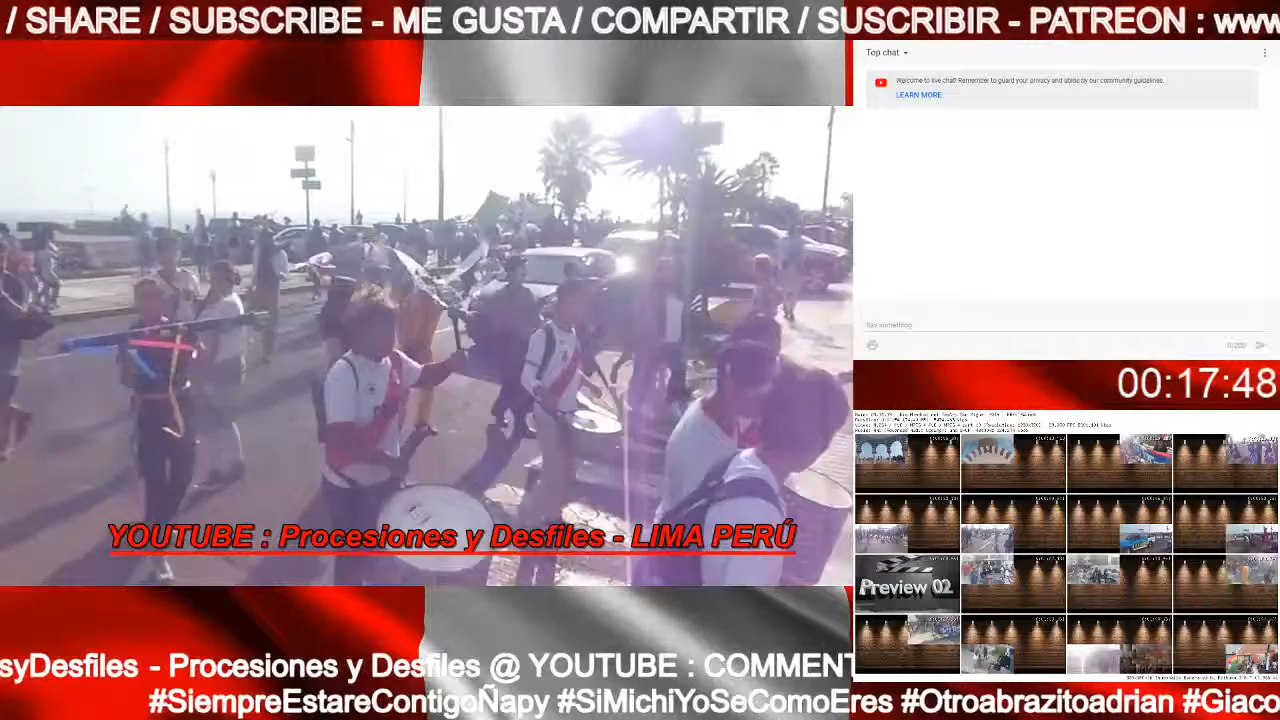 / SHARE / SUBSCRIBE - ME GUSTA / COMPARTIR / SUSCRIBIR - PATREON : www.
Top chat
Welcome to live chat! Remember to guard your privacy and abide by our community guidelines.
LEARN MORE
Say something
0/200
00:17:48
Preview 02
YOUTUBE : Procesiones y Desfiles - LIMA PERÚ
syDesfiles - Procesiones y Desfiles @ YOUTUBE : COMMENT
#SiempreEstareContigoÑapy #SiMichiYoSeComoEres #Otroabrazitoadrian #Giaco